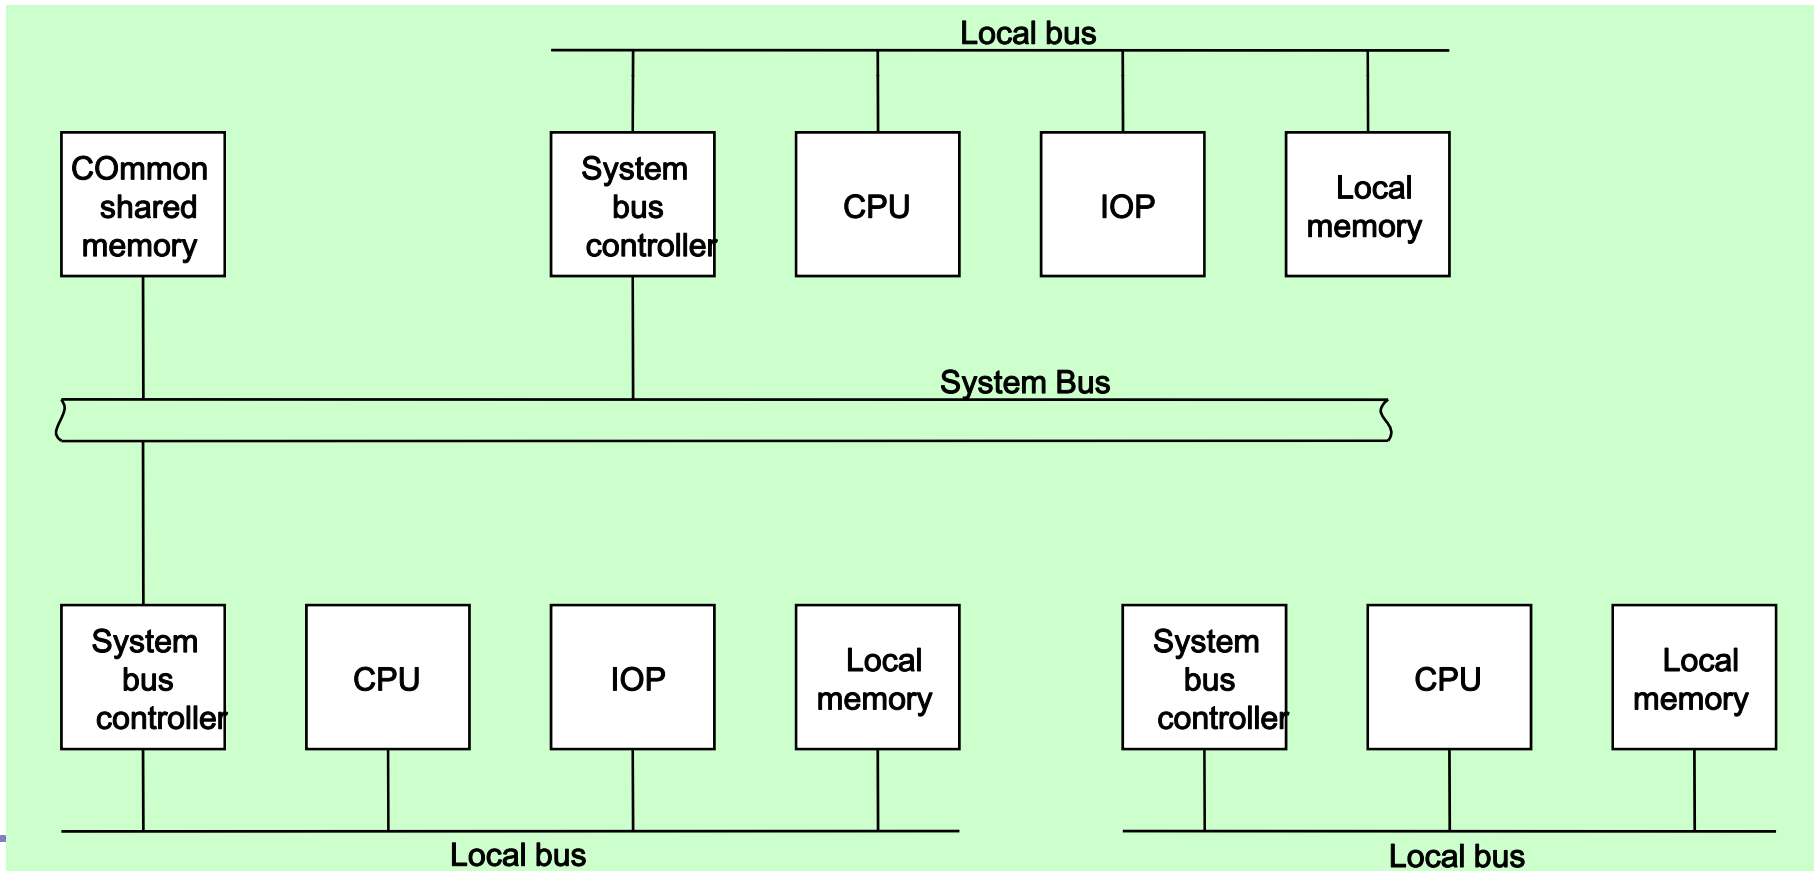 Local bus
COmmon
shared
memory
System
bus
controller
CPU
IOP
Local
memory
System Bus
System
bus
controller
CPU
IOP
Local
memory
System
bus
controller
CPU
Local
memory
Local bus
Local bus